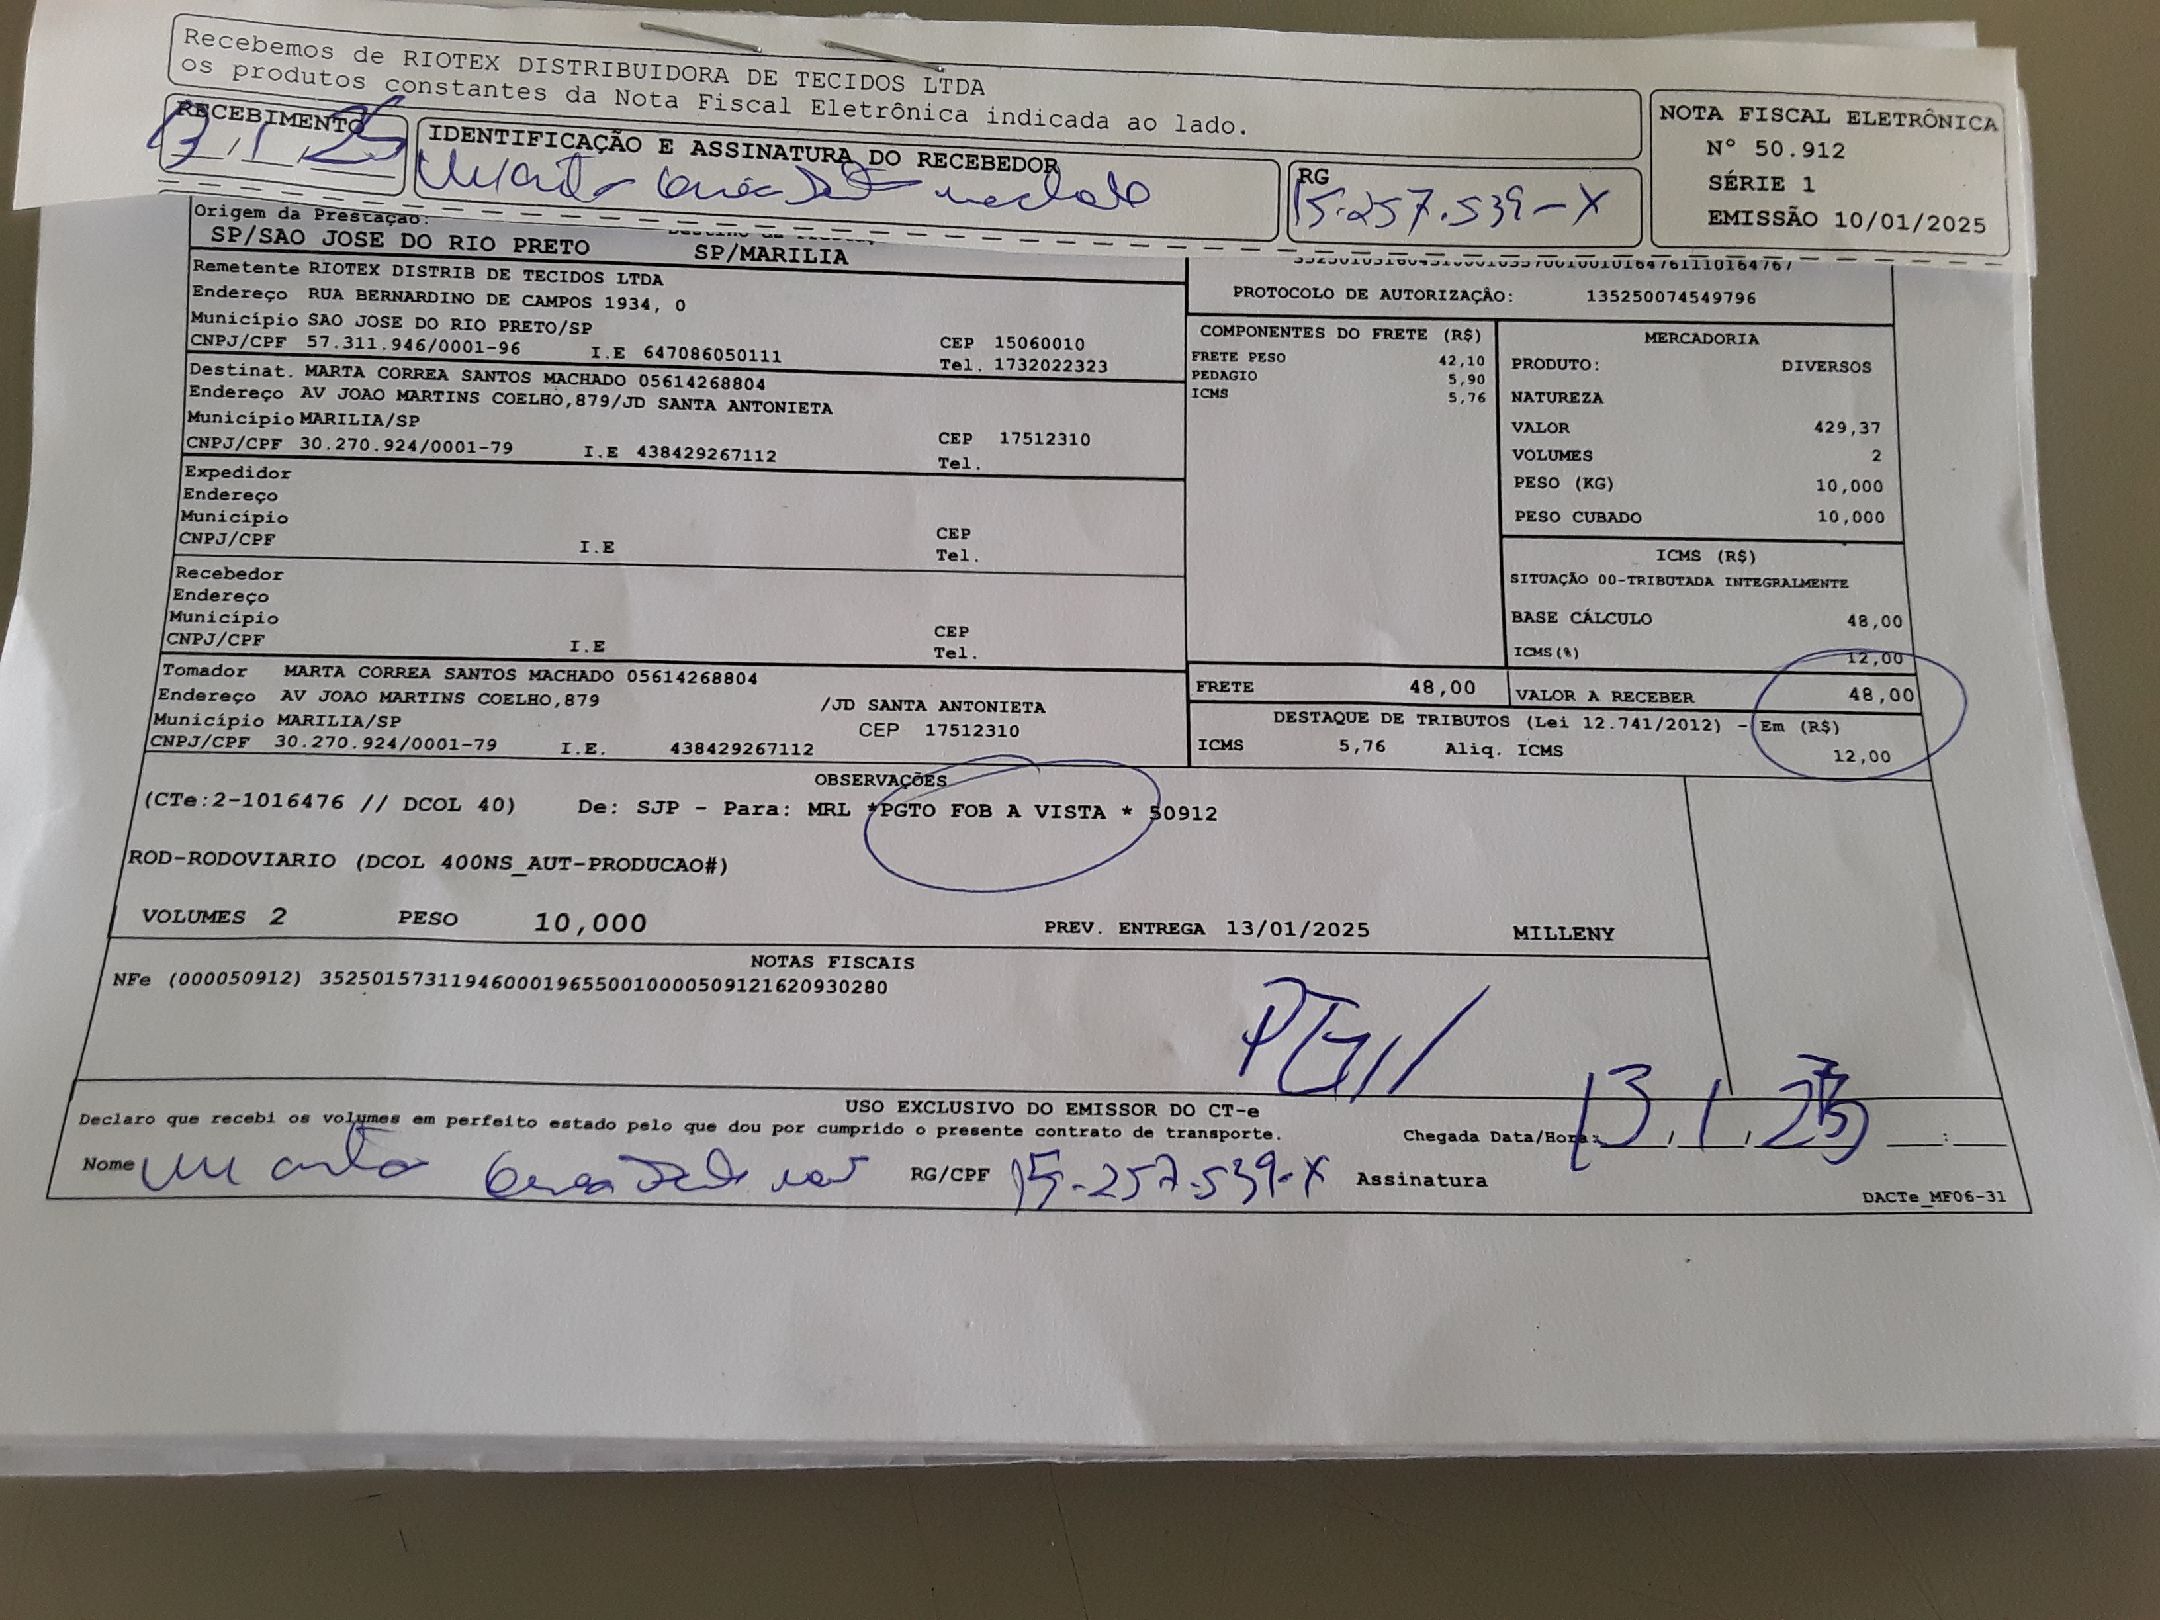 Recebemos de RIOTEX DISTRIBUIDORA DE TECIDOS LTDA
os produtos constantes da Nota Fiscal Eletrônica indicada ao lado.
RECEBIMENTO
13 1 25
IDENTIFICAÇÃO E ASSINATURA DO RECEBEDOR
RG
15.257.539-X
NOTA FISCAL ELETRÔNICA
Nº 50.912
SÉRIE 1
EMISSÃO 10/01/2025
Origem da Prestação:
SP/SAO JOSE DO RIO PRETO SP/MARILIA
Remetente RIOTEX DISTRIB DE TECIDOS LTDA
Endereço RUA BERNARDINO DE CAMPOS 1934, 0
Município SAO JOSE DO RIO PRETO/SP CEP 15060010
CNPJ/CPF 57.311.946/0001-96 I.E 647086050111 Tel. 1732022323
Destinat. MARTA CORREA SANTOS MACHADO 05614268804
Endereço AV JOAO MARTINS COELHO,879/JD SANTA ANTONIETA
Município MARILIA/SP CEP 17512310
CNPJ/CPF 30.270.924/0001-79 I.E 438429267112 Tel.
Expedidor
Endereço
Município CEP
CNPJ/CPF I.E Tel.
Recebedor
Endereço
Município CEP
CNPJ/CPF I.E Tel.
Tomador MARTA CORREA SANTOS MACHADO 05614268804
Endereço AV JOAO MARTINS COELHO,879 /JD SANTA ANTONIETA
Município MARILIA/SP CEP 17512310
CNPJ/CPF 30.270.924/0001-79 I.E. 438429267112
PROTOCOLO DE AUTORIZAÇÃO: 135250074549796
COMPONENTES DO FRETE (R$)
FRETE PESO 42,10
PEDAGIO 5,90
ICMS 5,76
MERCADORIA
PRODUTO: DIVERSOS
NATUREZA
VALOR 429,37
VOLUMES 2
PESO (KG) 10,000
PESO CUBADO 10,000
ICMS (R$)
SITUAÇÃO 00-TRIBUTADA INTEGRALMENTE
BASE CÁLCULO 48,00
ICMS(%) 12,00
FRETE 48,00 VALOR A RECEBER 48,00
DESTAQUE DE TRIBUTOS (Lei 12.741/2012) - Em (R$)
ICMS 5,76 Aliq. ICMS 12,00
OBSERVAÇÕES
(CTe:2-1016476 // DCOL 40) De: SJP - Para: MRL *PGTO FOB A VISTA * 50912
ROD-RODOVIARIO (DCOL 400NS_AUT-PRODUCAO#)
VOLUMES 2 PESO 10,000 PREV. ENTREGA 13/01/2025 MILLENY
NOTAS FISCAIS
NFe (000050912) 35250157311946000196550010000509121620930280
USO EXCLUSIVO DO EMISSOR DO CT-e
Declaro que recebi os volumes em perfeito estado pelo que dou por cumprido o presente contrato de transporte. Chegada Data/Hora: 13/1/25 __:__
Nome Marta RG/CPF 15.257.539-X Assinatura
DACTe_MF06-31